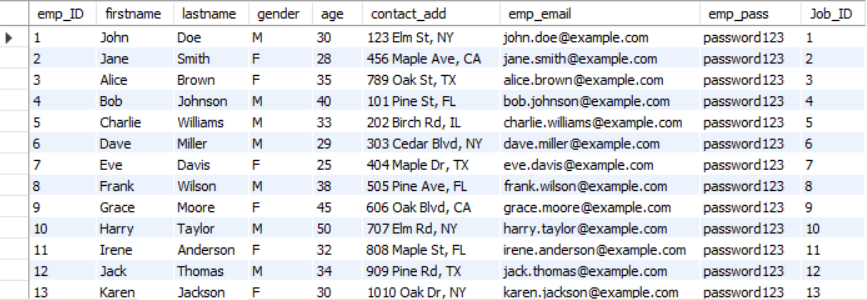 emp_ID firstname lastname gender age contact_add emp_email emp_pass Job_ID
1 John Doe M 30 123 Elm St, NY john.doe@example.com password123 1
2 Jane Smith F 28 456 Maple Ave, CA jane.smith@example.com password123 2
3 Alice Brown F 35 789 Oak St, TX alice.brown@example.com password123 3
4 Bob Johnson M 40 101 Pine St, FL bob.johnson@example.com password123 4
5 Charlie Williams M 33 202 Birch Rd, IL charlie.williams@example.com password123 5
6 Dave Miller M 29 303 Cedar Blvd, NY dave.miller@example.com password123 6
7 Eve Davis F 25 404 Maple Dr, TX eve.davis@example.com password123 7
8 Frank Wilson M 38 505 Pine Ave, FL frank.wilson@example.com password123 8
9 Grace Moore F 45 606 Oak Blvd, CA grace.moore@example.com password123 9
10 Harry Taylor M 50 707 Elm Rd, NY harry.taylor@example.com password123 10
11 Irene Anderson F 32 808 Maple St, FL irene.anderson@example.com password123 11
12 Jack Thomas M 34 909 Pine Rd, TX jack.thomas@example.com password123 12
13 Karen Jackson F 30 1010 Oak Dr, NY karen.jackson@example.com password123 13